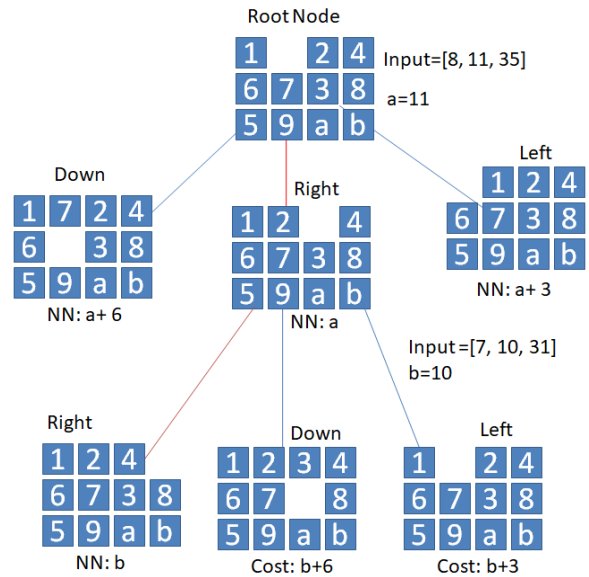 Root Node
1 2 4
6 7 3 8
5 9 a b
Input=[8, 11, 35]
a=11
Down
1 7 2 4
6 3 8
5 9 a b
NN: a+ 6
Right
1 2 4
6 7 3 8
5 9 a b
NN: a
Left
1 2 4
6 7 3 8
5 9 a b
NN: a+ 3
Input=[7, 10, 31]
b=10
Right
1 2 4
6 7 3 8
5 9 a b
NN: b
Down
1 2 3 4
6 7 8
5 9 a b
Cost: b+6
Left
1 2 4
6 7 3 8
5 9 a b
Cost: b+3